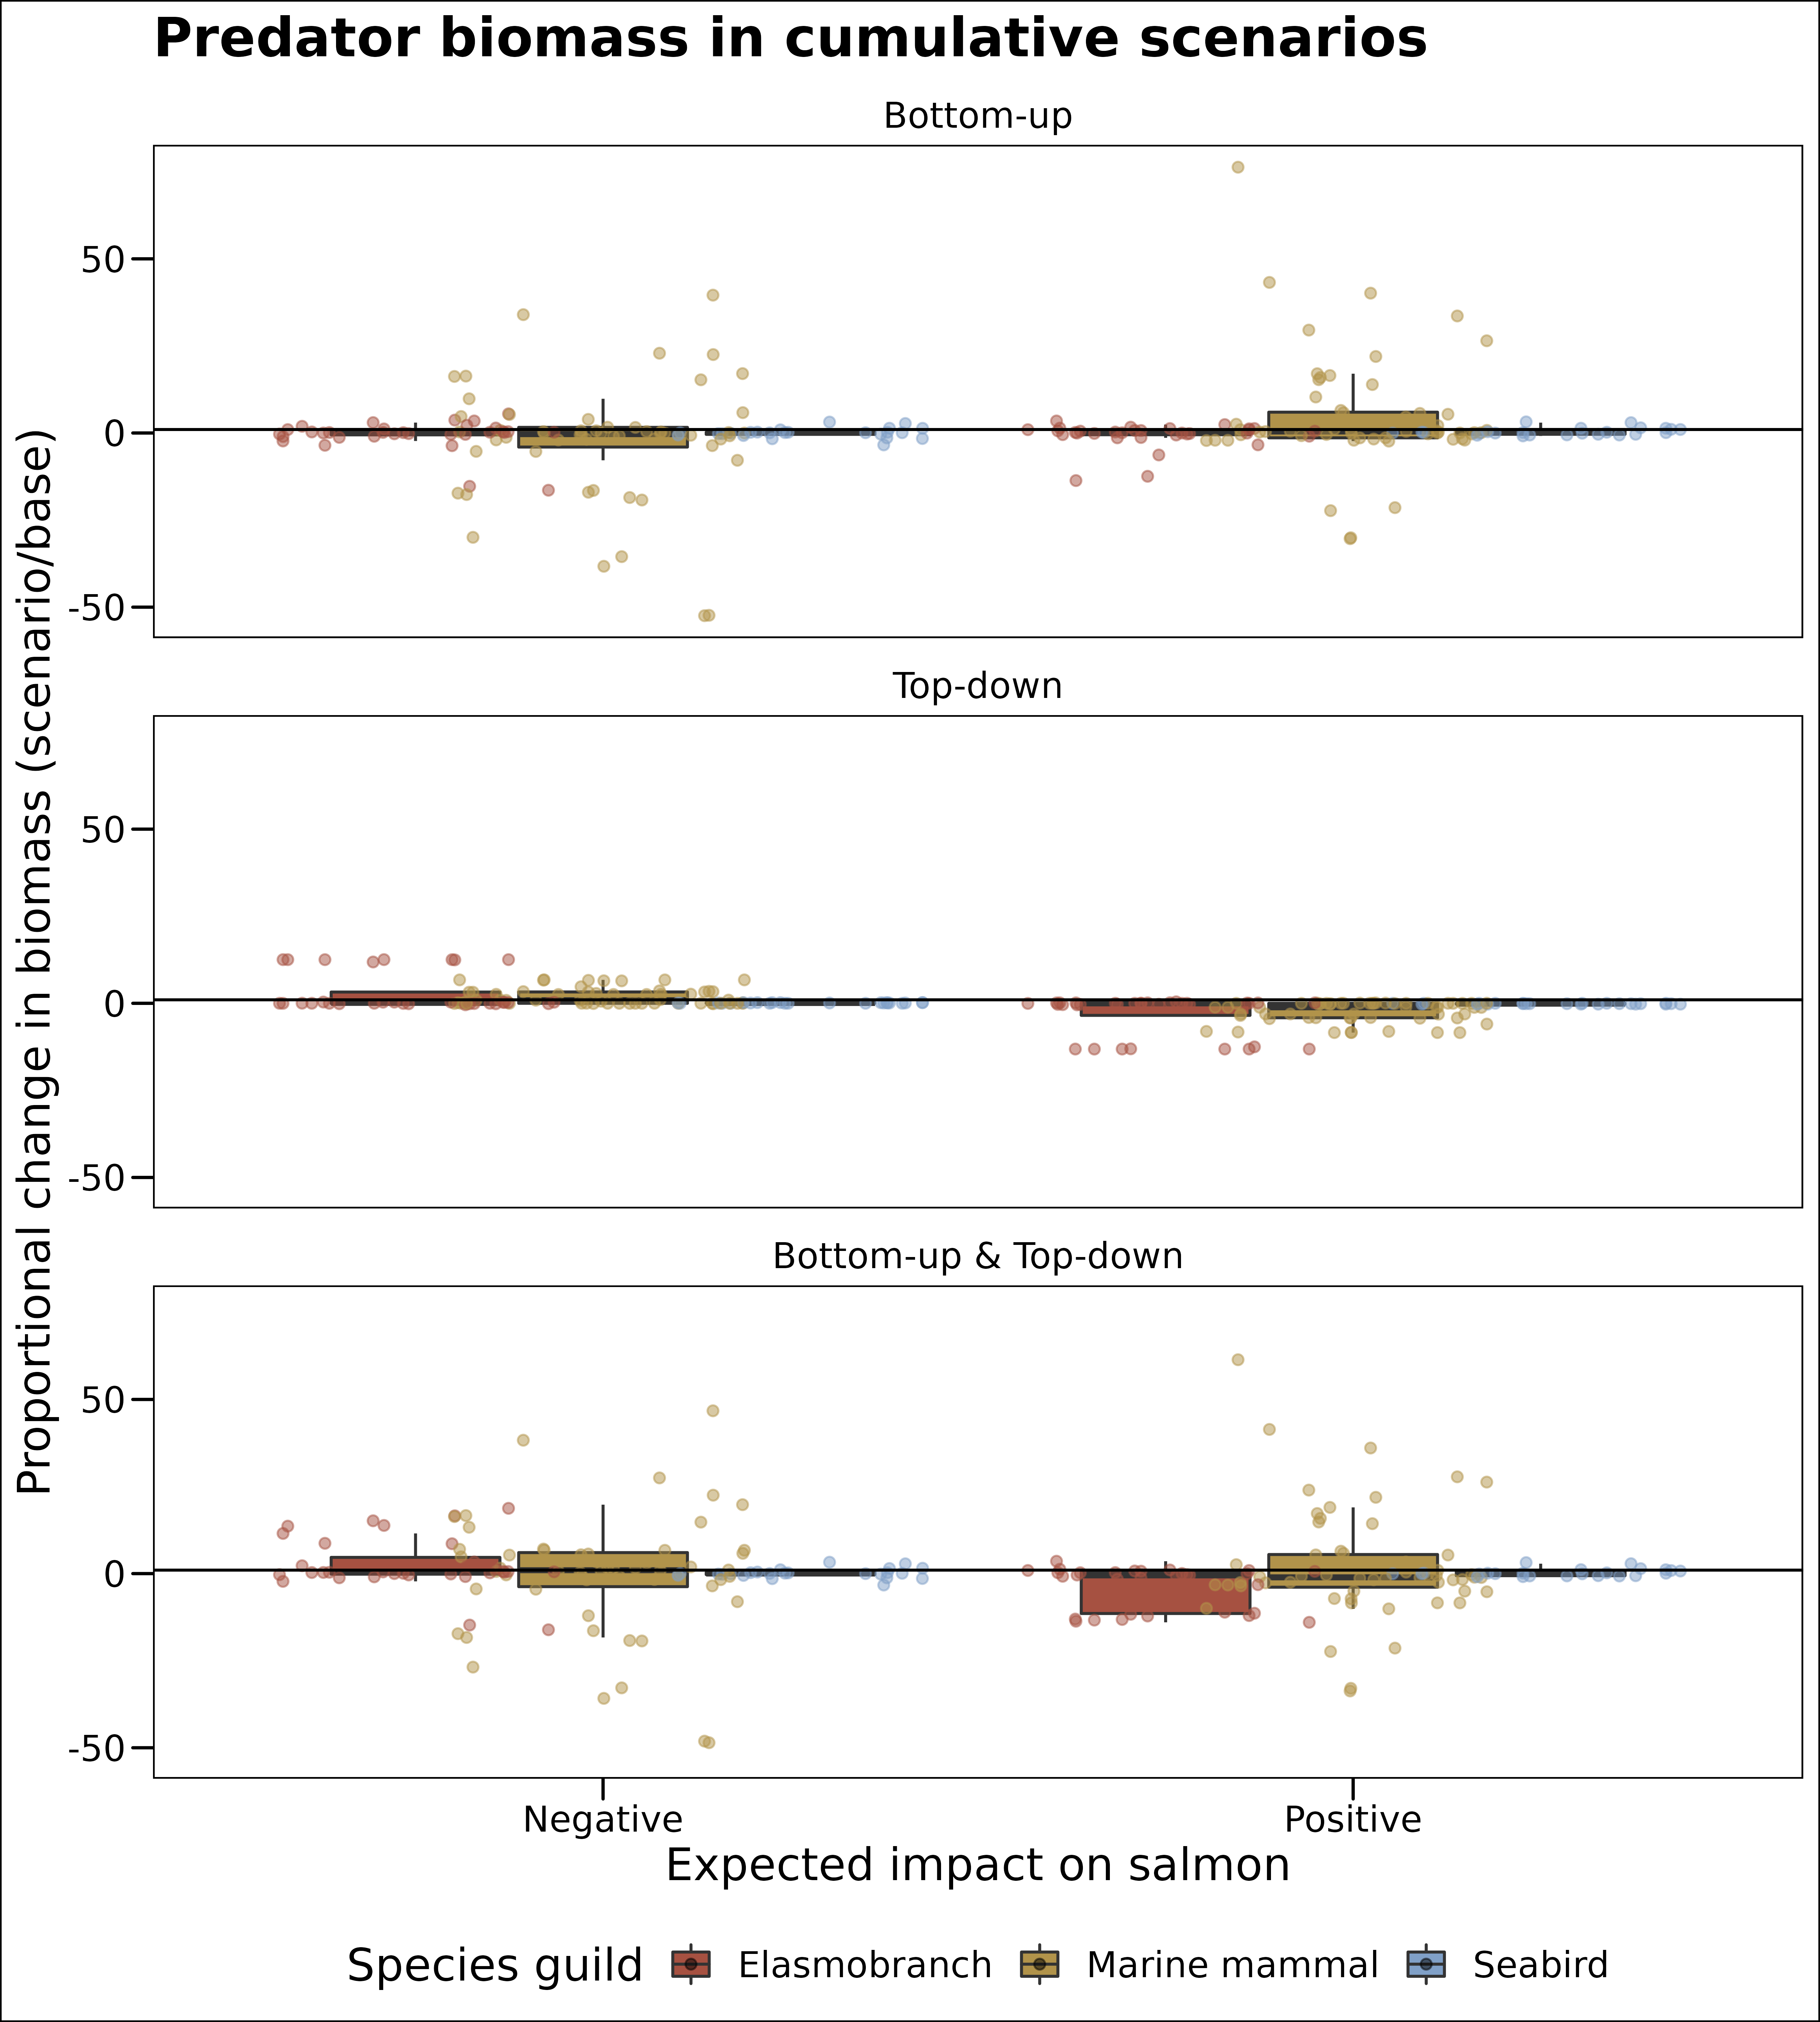 Predator biomass in cumulative scenarios
Proportional change in biomass (scenario/base)
Bottom-up
50
0
-50
Top-down
50
0
-50
Bottom-up & Top-down
50
0
-50
Negative Positive
Expected impact on salmon
Species guild Elasmobranch Marine mammal Seabird